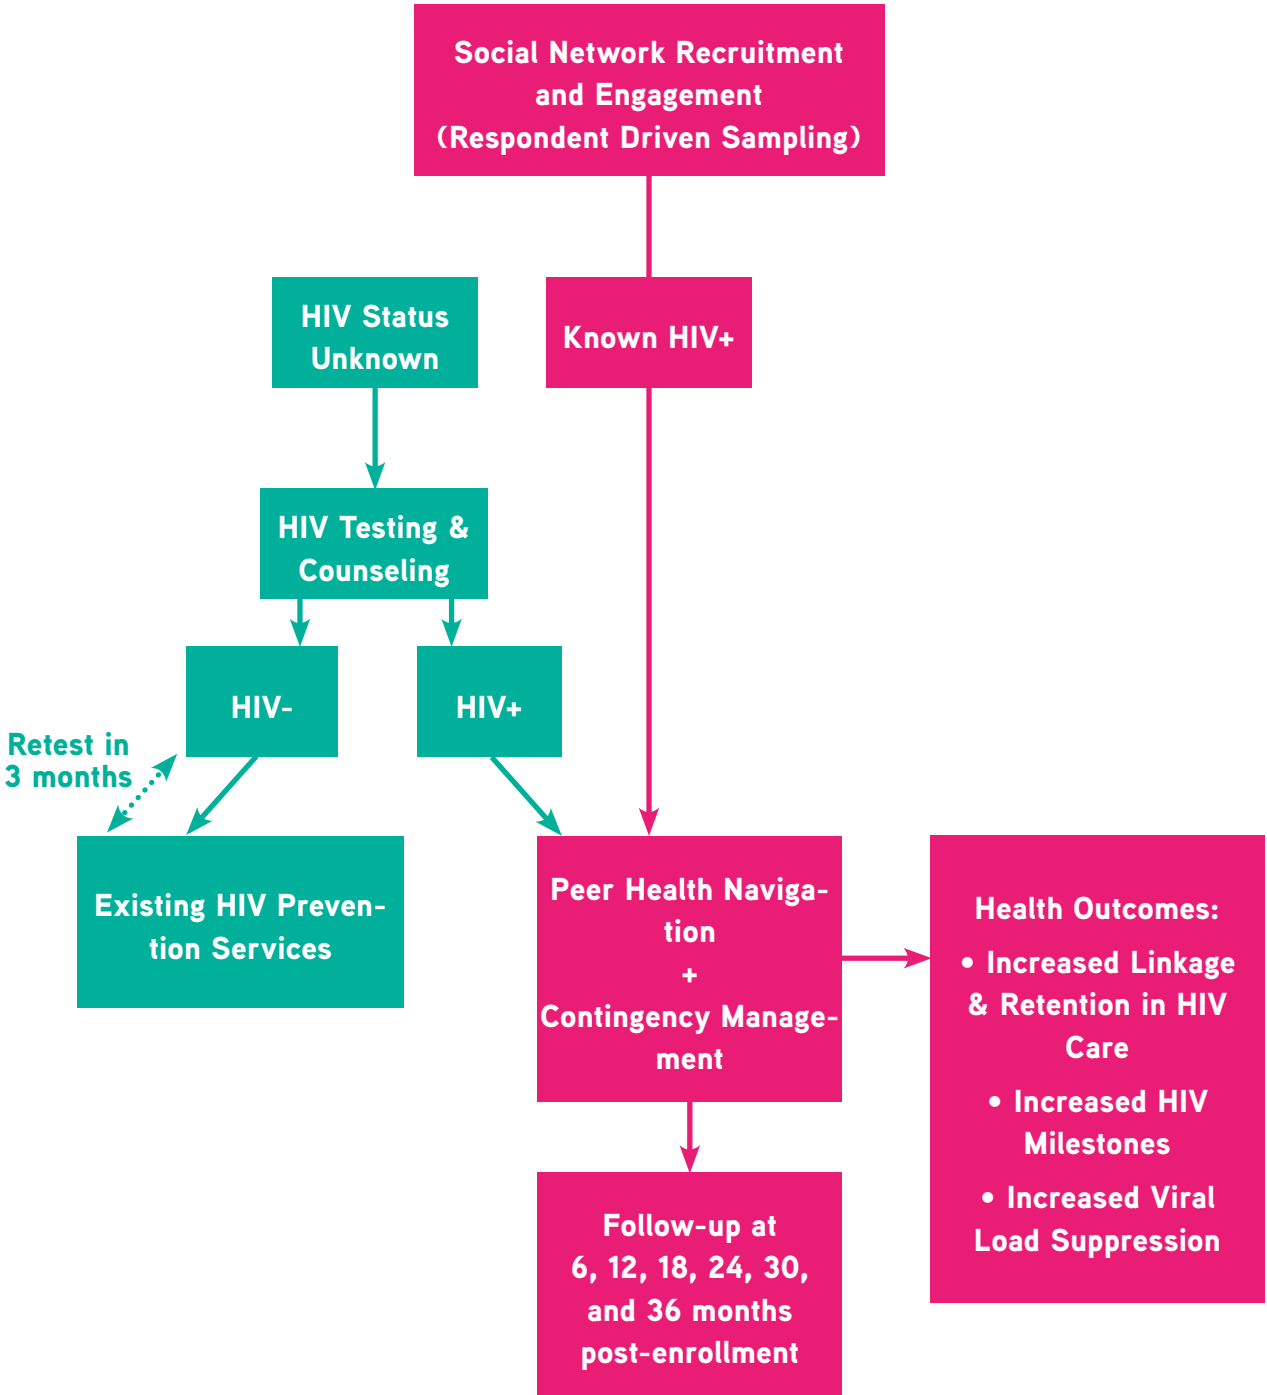 Social Network Recruitment
and Engagement
(Respondent Driven Sampling)
HIV Status
Unknown
Known HIV+
HIV Testing &
Counseling
HIV-
HIV+
Retest in
3 months
Existing HIV Preven-
tion Services
Peer Health Naviga-
tion
+
Contingency Manage-
ment
Health Outcomes:
• Increased Linkage
& Retention in HIV
Care
• Increased HIV
Milestones
• Increased Viral
Load Suppression
Follow-up at
6, 12, 18, 24, 30,
and 36 months
post-enrollment